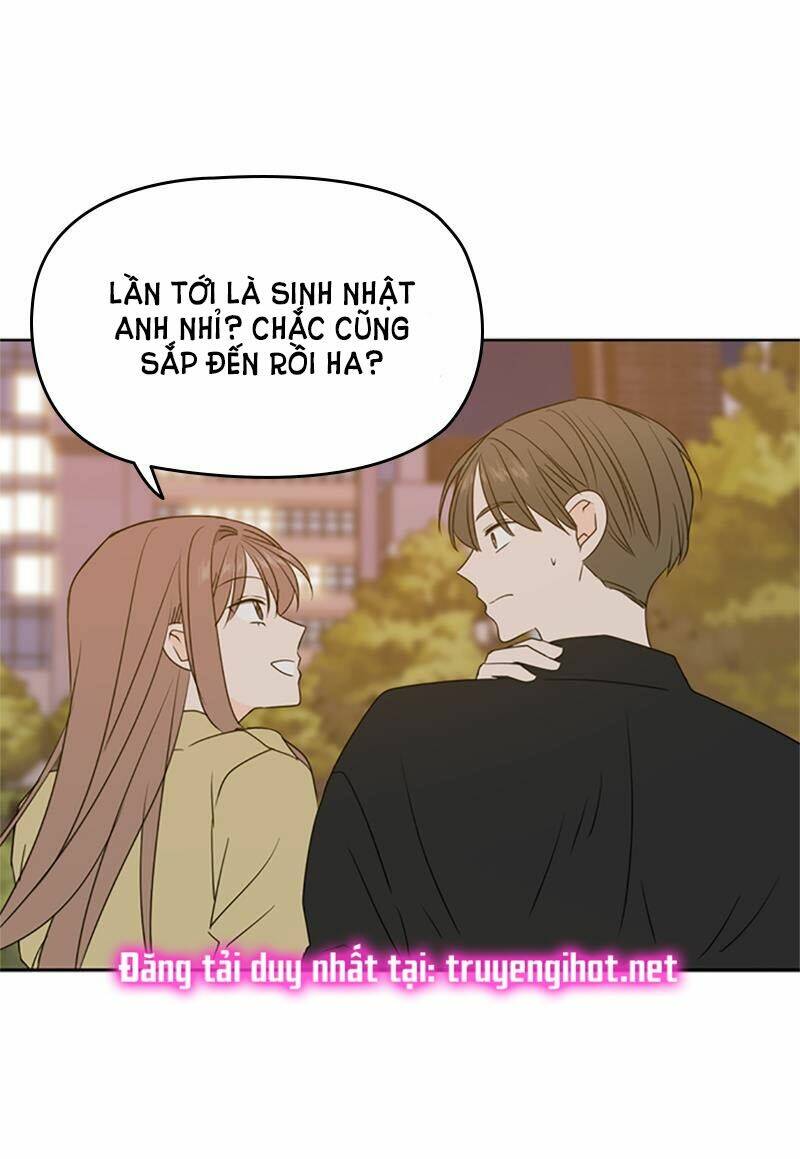 LẦN TỚI LÀ SINH NHẬT
ANH NHỈ? CHẮC CŨNG
SẮP ĐẾN RỒI HA?
Đăng tải duy nhất tại: truyengihot.net